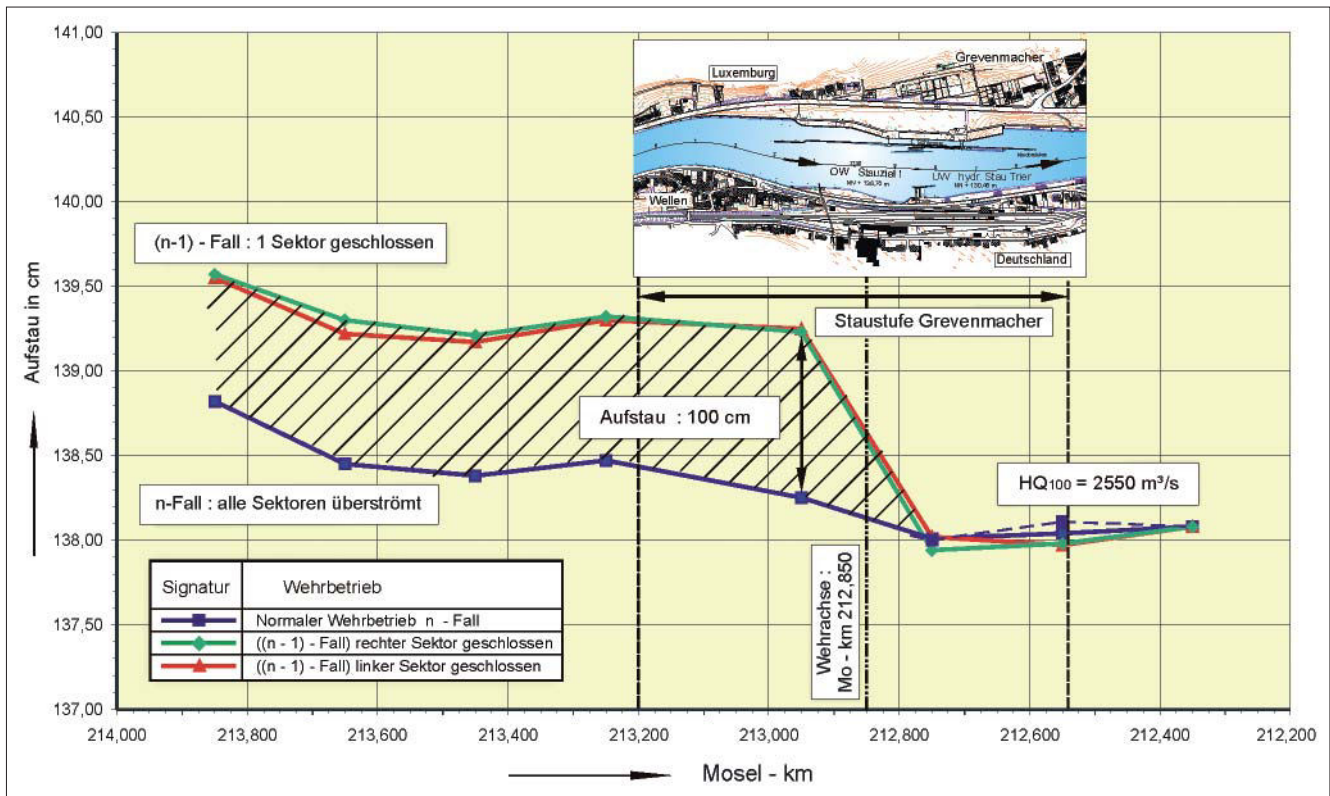 141,00
140,50
140,00
139,50
139,00
138,50
138,00
137,50
137,00
Aufstau in cm
Luxemburg
Grevenmacher
OW Stauziel
UW hydr Stau Trier
Wellen
Deutschland
(n-1) - Fall : 1 Sektor geschlossen
Staustufe Grevenmacher
Aufstau : 100 cm
n-Fall : alle Sektoren überströmt
HQ100 = 2550 m³/s
Wehrachse :
Mo - km 212,850
Signatur Wehrbetrieb
Normaler Wehrbetrieb n - Fall
((n - 1) - Fall) rechter Sektor geschlossen
((n - 1) - Fall) linker Sektor geschlossen
214,000 213,800 213,600 213,400 213,200 213,000 212,800 212,600 212,400 212,200
Mosel - km